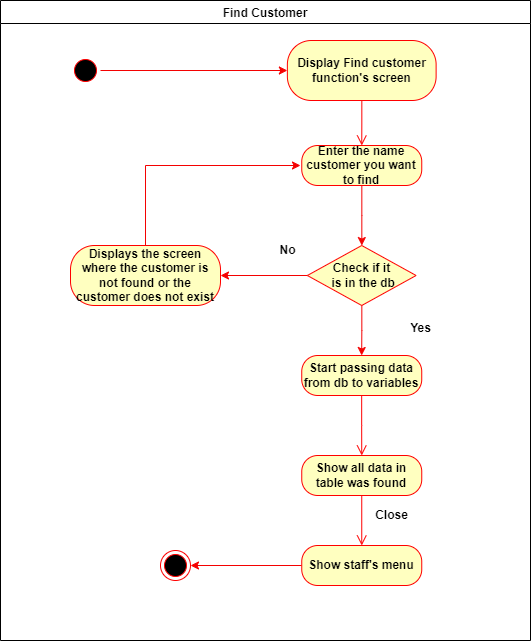 Find Customer
Display Find customer
function's screen
Enter the name
customer you want
to find
No
Check if it
is in the db
Displays the screen
where the customer is
not found or the
customer does not exist
Yes
Start passing data
from db to variables
Show all data in
table was found
Close
Show staff's menu